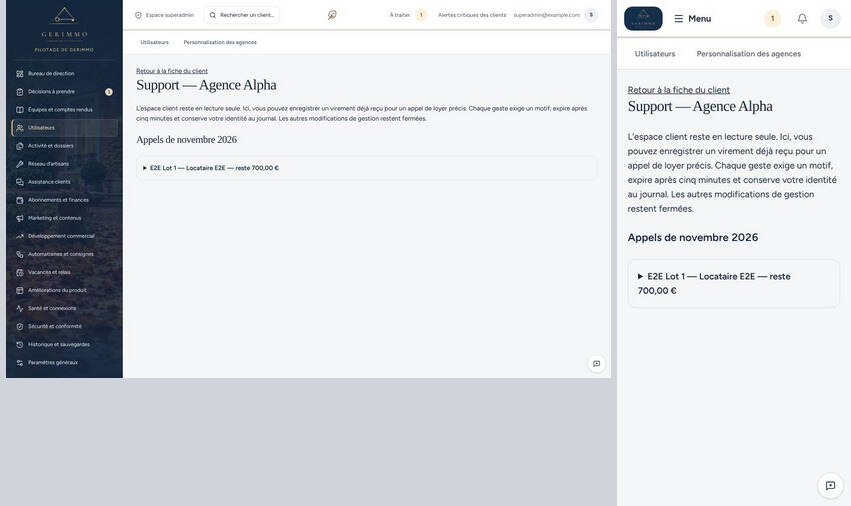 GERIMMO
PILOTAGE DE GERIMMO
Bureau de direction
Décisions à prendre 1
Équipes et comptes rendus
Utilisateurs
Activité et dossiers
Réseau d'artisans
Assistance clients
Abonnements et finances
Marketing et contenus
Développement commercial
Automatismes et consignes
Vacances et relais
Améliorations du produit
Santé et connexions
Sécurité et conformité
Historique et sauvegardes
Paramètres généraux
Espace superadmin
Rechercher un client…
À traiter 1
Alertes critiques des clients
superadmin@example.com S
Utilisateurs Personnalisation des agences
Retour à la fiche du client
Support — Agence Alpha
L'espace client reste en lecture seule. Ici, vous pouvez enregistrer un virement déjà reçu pour un appel de loyer précis. Chaque geste exige un motif, expire après
cinq minutes et conserve votre identité au journal. Les autres modifications de gestion restent fermées.
Appels de novembre 2026
E2E Lot 1 — Locataire E2E — reste 700,00 €
Menu 1 S
Utilisateurs Personnalisation des agences
Retour à la fiche du client
Support — Agence Alpha
L'espace client reste en lecture seule. Ici, vous
pouvez enregistrer un virement déjà reçu pour un
appel de loyer précis. Chaque geste exige un motif,
expire après cinq minutes et conserve votre identité
au journal. Les autres modifications de gestion
restent fermées.
Appels de novembre 2026
E2E Lot 1 — Locataire E2E — reste
700,00 €